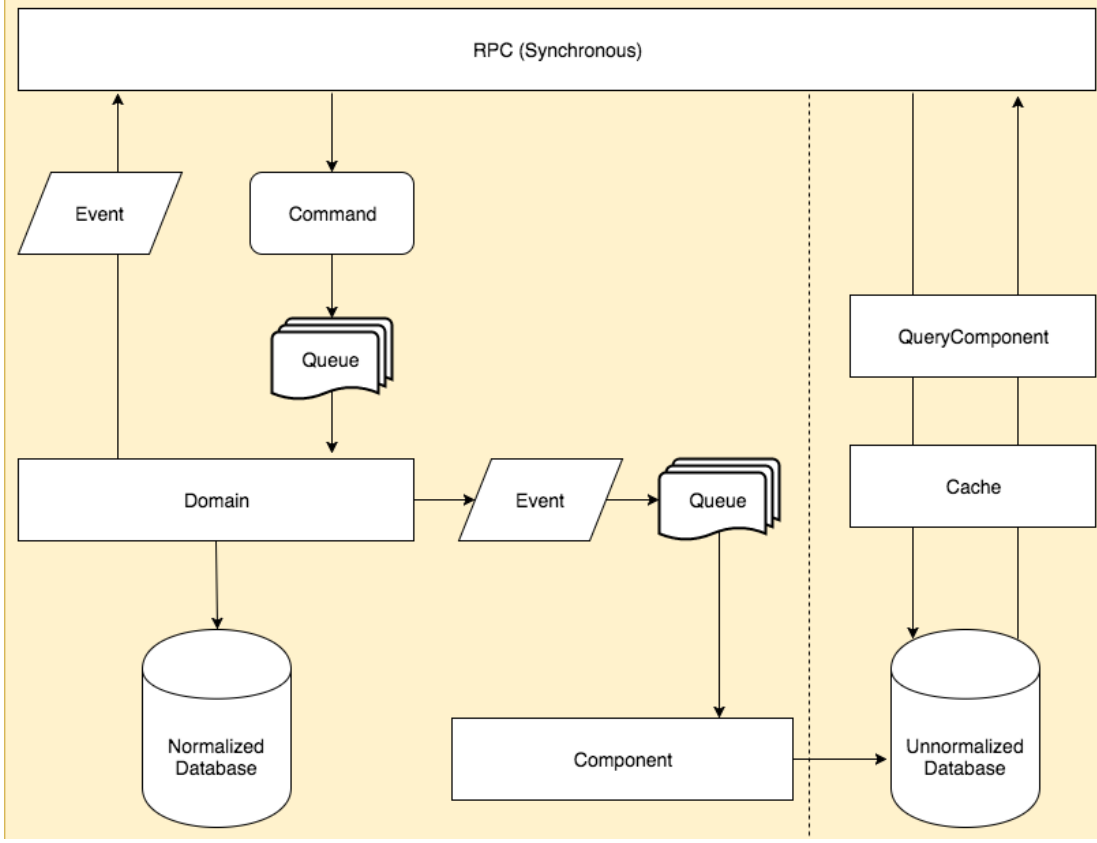 RPC (Synchronous)
Event
Command
Queue
QueryComponent
Cache
Domain
Event
Queue
Normalized
Database
Component
Unnormalized
Database